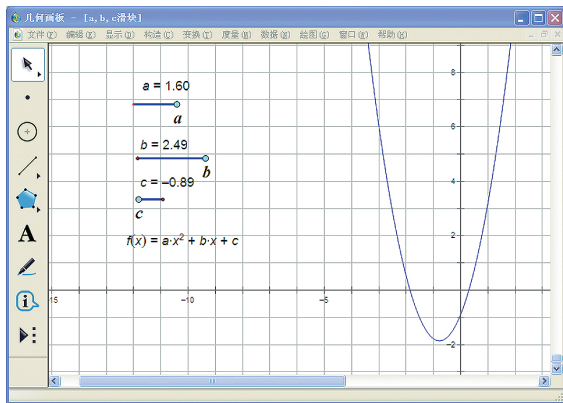 几何画板 - [a, b, c滑块]
文件(F) 编辑(E) 显示(D) 构造(C) 变换(T) 度量(M) 数据(N) 绘图(G) 窗口(W) 帮助(H)
a = 1.60
a
b = 2.49
b
c = –0.89
c
f(x) = a·x² + b·x + c
8
6
4
2
-2
15
-10
-5
A
i